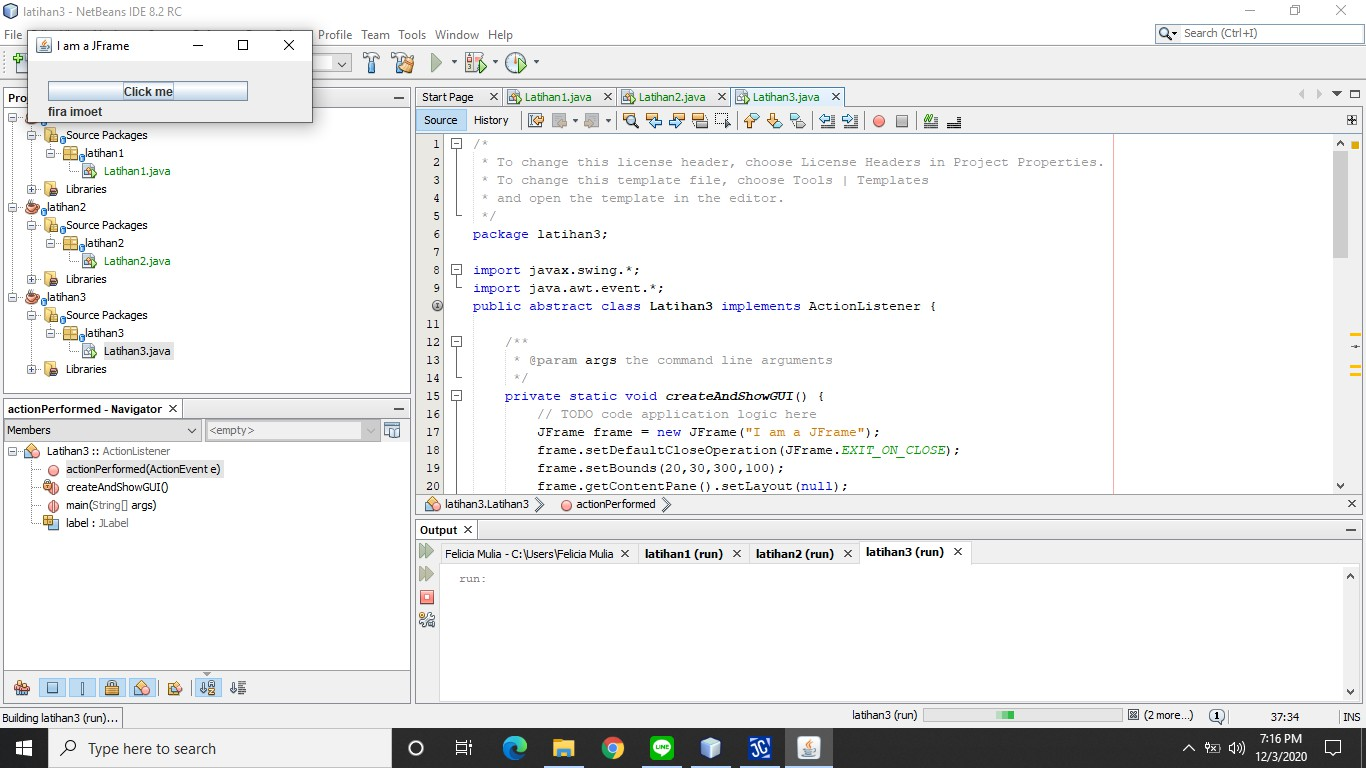 latihan3 - NetBeans IDE 8.2 RC
File
Profile Team Tools Window Help
Search (Ctrl+I)
I am a JFrame
Click me
fira imoet
Pro
Source Packages
latihan1
Latihan1.java
Libraries
latihan2
Source Packages
latihan2
Latihan2.java
Libraries
latihan3
Source Packages
latihan3
Latihan3.java
Libraries
actionPerformed - Navigator
Members
<empty>
Latihan3 :: ActionListener
actionPerformed(ActionEvent e)
createAndShowGUI()
main(String[] args)
label : JLabel
Start Page Latihan1.java Latihan2.java Latihan3.java
Source History
1 /*
2 * To change this license header, choose License Headers in Project Properties.
3 * To change this template file, choose Tools | Templates
4 * and open the template in the editor.
5 */
6 package latihan3;
7
8 import javax.swing.*;
9 import java.awt.event.*;
public abstract class Latihan3 implements ActionListener {
11
12 /**
13 * @param args the command line arguments
14 */
15 private static void createAndShowGUI() {
16 // TODO code application logic here
17 JFrame frame = new JFrame("I am a JFrame");
18 frame.setDefaultCloseOperation(JFrame.EXIT_ON_CLOSE);
19 frame.setBounds(20,30,300,100);
20 frame.getContentPane().setLayout(null);
latihan3.Latihan3 actionPerformed
Output
Felicia Mulia - C:\Users\Felicia Mulia latihan1 (run) latihan2 (run) latihan3 (run)
run:
Building latihan3 (run)...
latihan3 (run) (2 more...) 1 37:34 INS
Type here to search
7:16 PM
12/3/2020